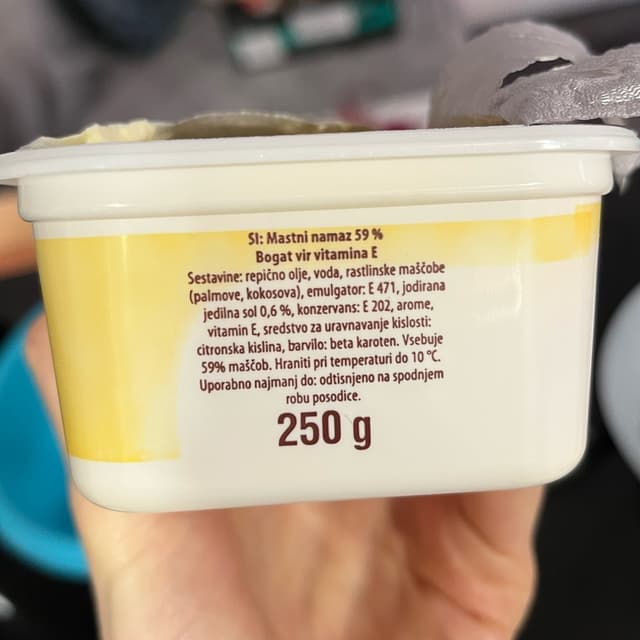 SI: Mastni namaz 59 %
Bogat vir vitamina E
Sestavine: repično olje, voda, rastlinske maščobe
(palmove, kokosova), emulgator: E 471, jodirana
jedilna sol 0,6 %, konzervans: E 202, arome,
vitamin E, sredstvo za uravnavanje kislosti:
citronska kislina, barvilo: beta karoten. Vsebuje
59% maščob. Hraniti pri temperaturi do 10 °C.
Uporabno najmanj do: odtisnjeno na spodnjem
robu posodice.
250 g